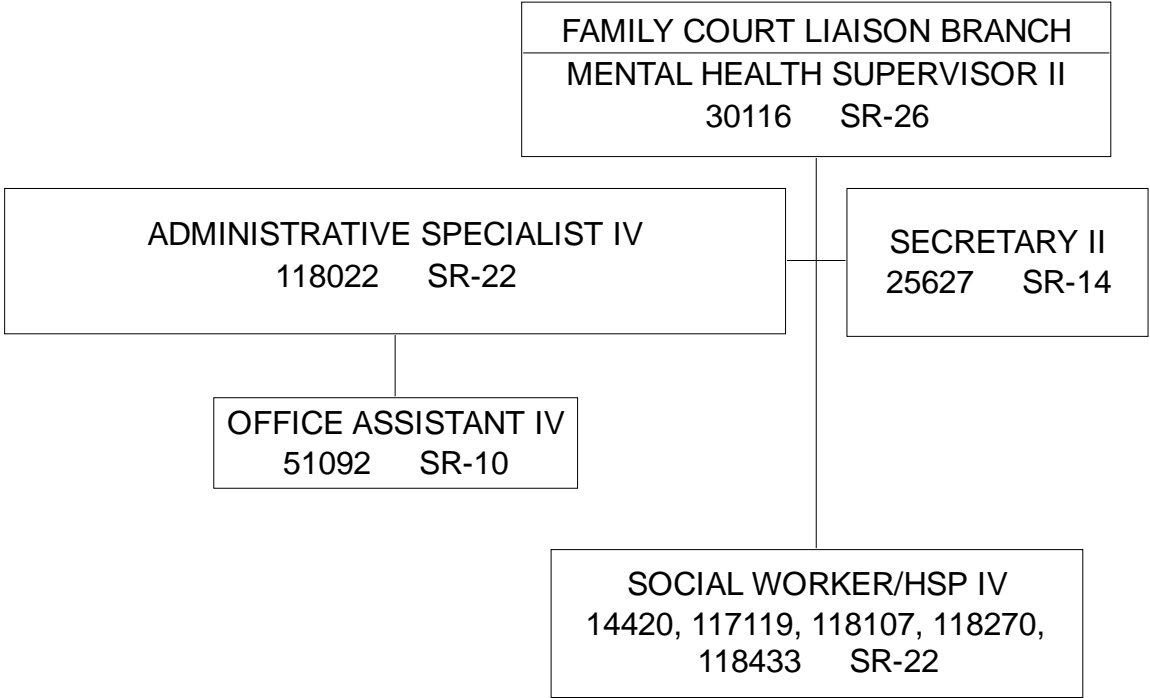 FAMILY COURT LIAISON BRANCH
MENTAL HEALTH SUPERVISOR II
30116 SR-26
ADMINISTRATIVE SPECIALIST IV
118022 SR-22
SECRETARY II
25627 SR-14
OFFICE ASSISTANT IV
51092 SR-10
SOCIAL WORKER/HSP IV
14420, 117119, 118107, 118270,
118433 SR-22